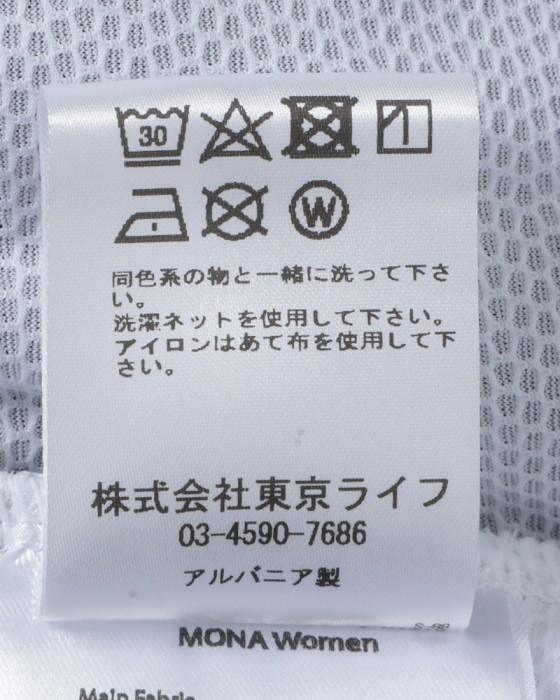 30
W
同色系の物と一緒に洗って下さ
い。
洗濯ネットを使用して下さい。
アイロンはあて布を使用して下
さい。
株式会社東京ライフ
03-4590-7686
アルバニア製
MONA Women
Main Fabric